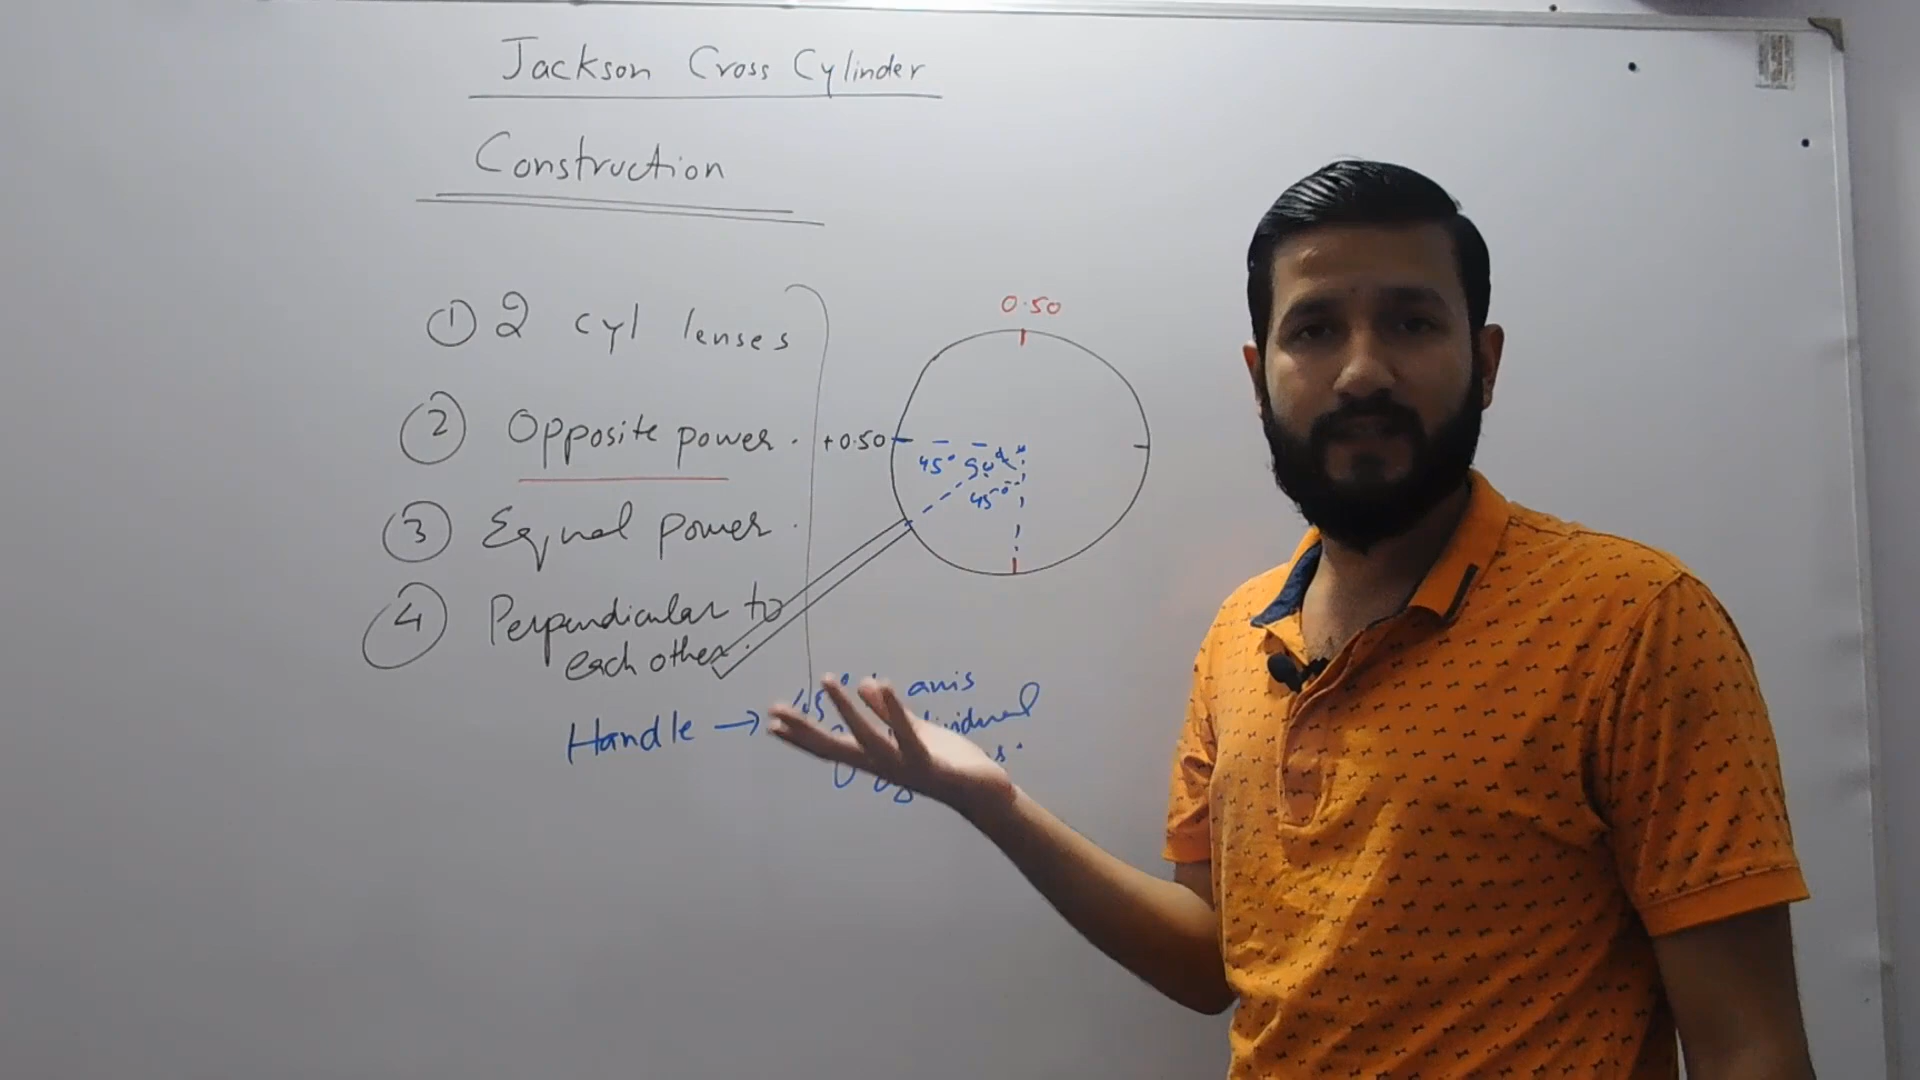 Jackson Cross Cylinder
Construction
① 2 cyl lenses
② Opposite power.
③ Equal power.
④ Perpendicular to
each other.
0.50
+0.50
45° 90°
45°
Handle → 45° axis